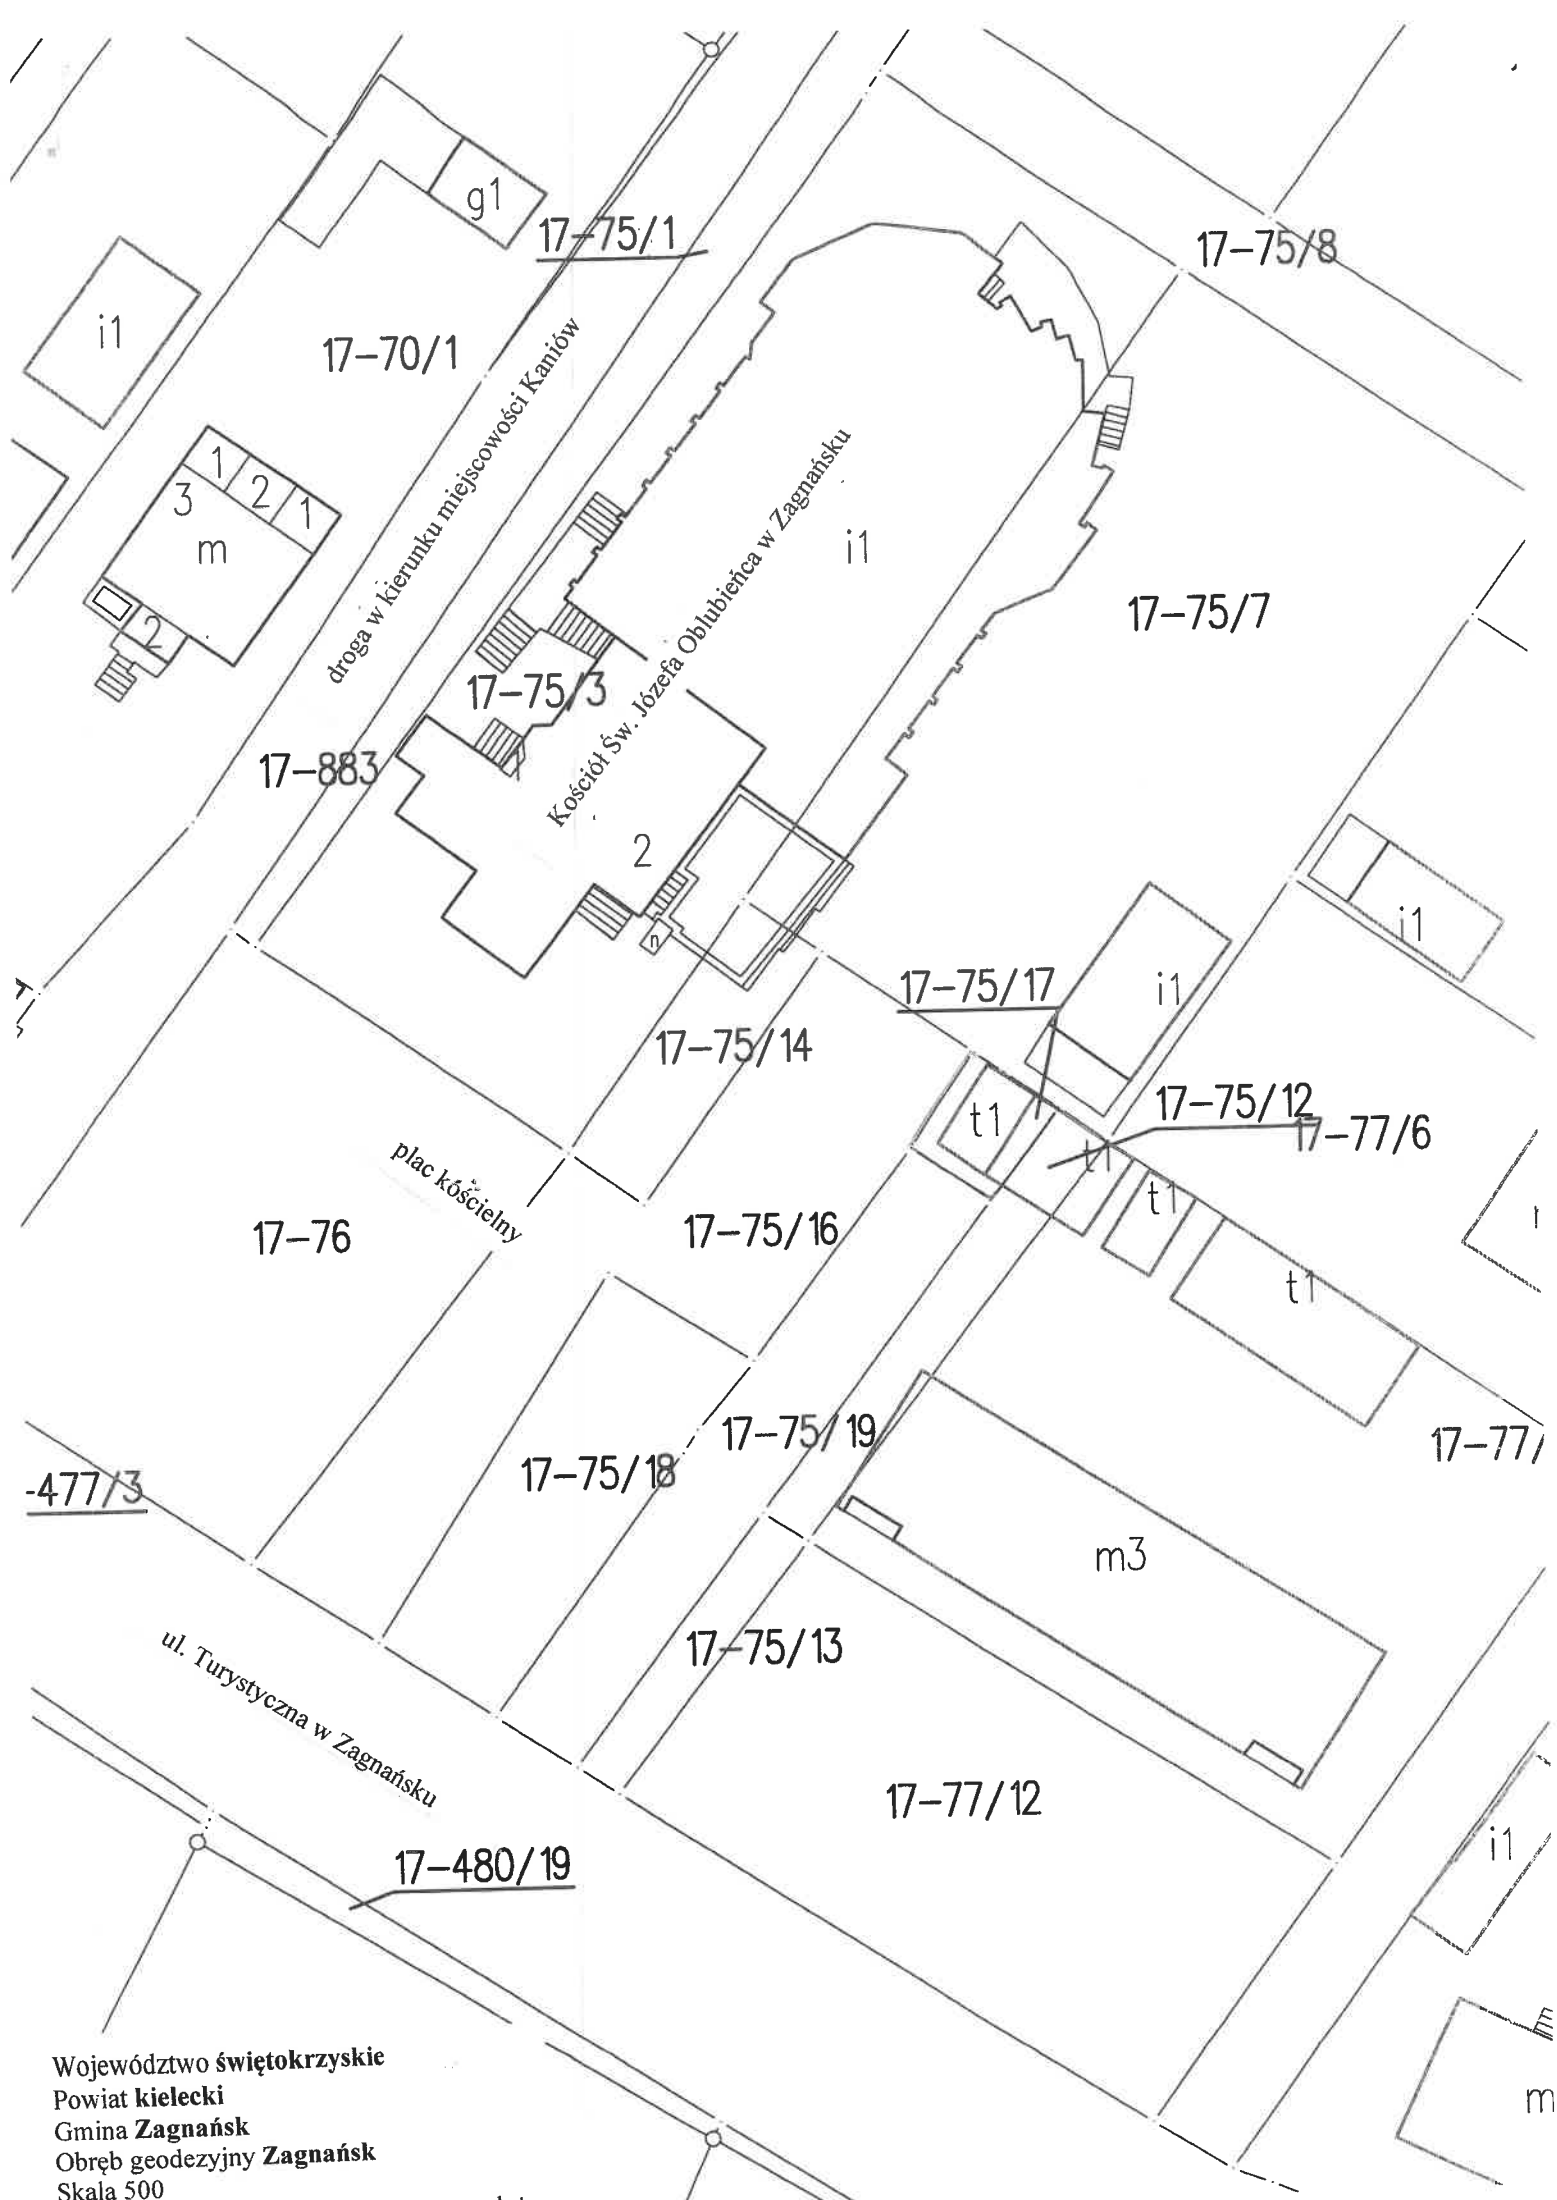 g1
17-75/1
17-75/8
i1
17-70/1
droga w kierunku miejscowości Kaniów
1
2
1
3
m
2
i1
Kościół Św. Józefa Oblubieńca w Zagnańsku
17-75/7
17-75/3
17-883
2
n
i1
17-75/17
i1
17-75/14
17-75/12
17-77/6
t1
t1
t1
t1
plac kościelny
17-76
17-75/16
17-75/19
17-75/18
17-77/
-477/3
m3
17-75/13
ul. Turystyczna w Zagnańsku
17-77/12
i1
17-480/19
m
Województwo świętokrzyskie
Powiat kielecki
Gmina Zagnańsk
Obręb geodezyjny Zagnańsk
Skala 500